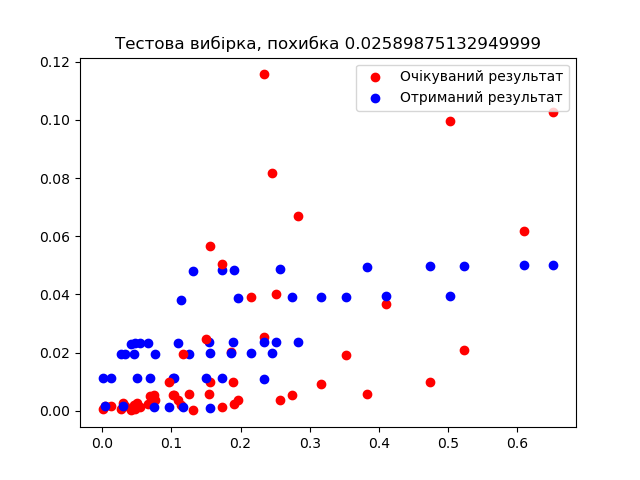 Тестова вибірка, похибка 0.02589875132949999
Очікуваний результат
Отриманий результат
0.12
0.10
0.08
0.06
0.04
0.02
0.00
0.0 0.1 0.2 0.3 0.4 0.5 0.6